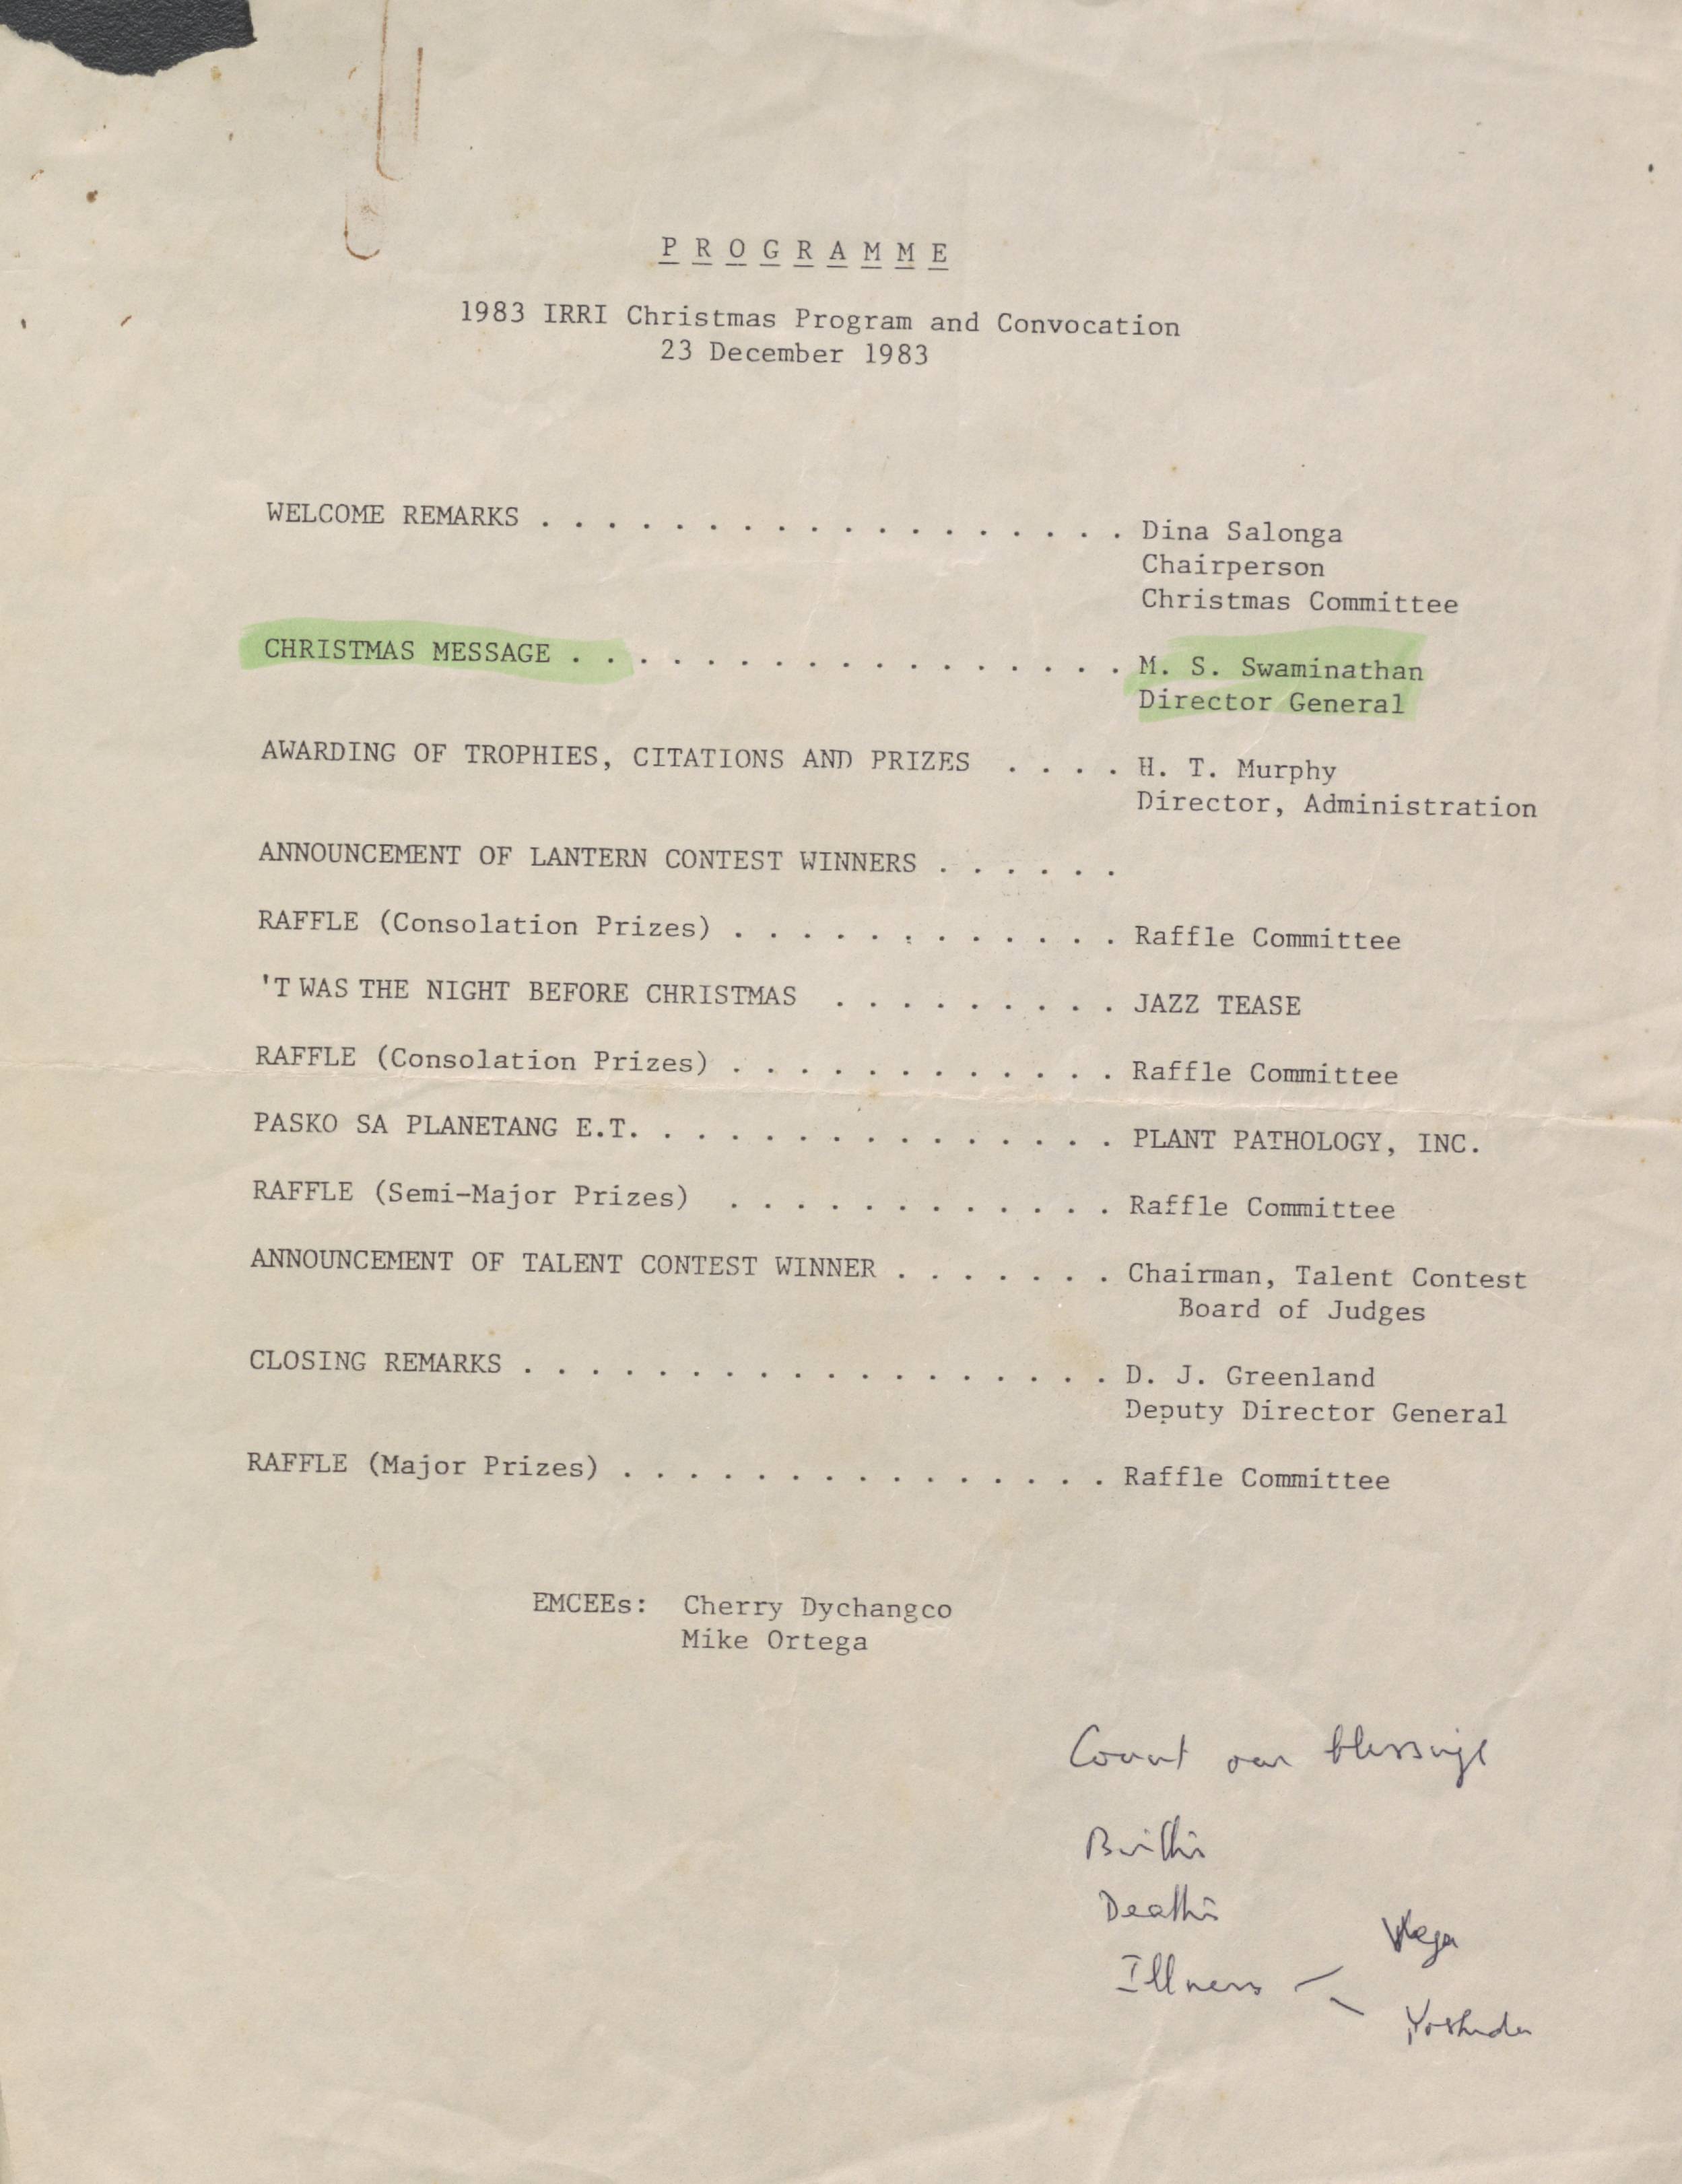 PROGRAMME
1983 IRRI Christmas Program and Convocation
23 December 1983
WELCOME REMARKS . . . . . . . . . . . . . . . . . . Dina Salonga
Chairperson
Christmas Committee
CHRISTMAS MESSAGE . . . . . . . . . . . . . . . . . M. S. Swaminathan
Director General
AWARDING OF TROPHIES, CITATIONS AND PRIZES . . . . H. T. Murphy
Director, Administration
ANNOUNCEMENT OF LANTERN CONTEST WINNERS . . . . . .
RAFFLE (Consolation Prizes) . . . . . . . . . . . . Raffle Committee
'T WAS THE NIGHT BEFORE CHRISTMAS . . . . . . . . . JAZZ TEASE
RAFFLE (Consolation Prizes) . . . . . . . . . . . . Raffle Committee
PASKO SA PLANETANG E.T. . . . . . . . . . . . . . . PLANT PATHOLOGY, INC.
RAFFLE (Semi-Major Prizes) . . . . . . . . . . . . Raffle Committee
ANNOUNCEMENT OF TALENT CONTEST WINNER . . . . . . . Chairman, Talent Contest
Board of Judges
CLOSING REMARKS . . . . . . . . . . . . . . . . . . D. J. Greenland
Deputy Director General
RAFFLE (Major Prizes) . . . . . . . . . . . . . . . Raffle Committee
EMCEEs: Cherry Dychangco
Mike Ortega
Count our blessings
Births
Deaths
Vega
Illness
Yoshida